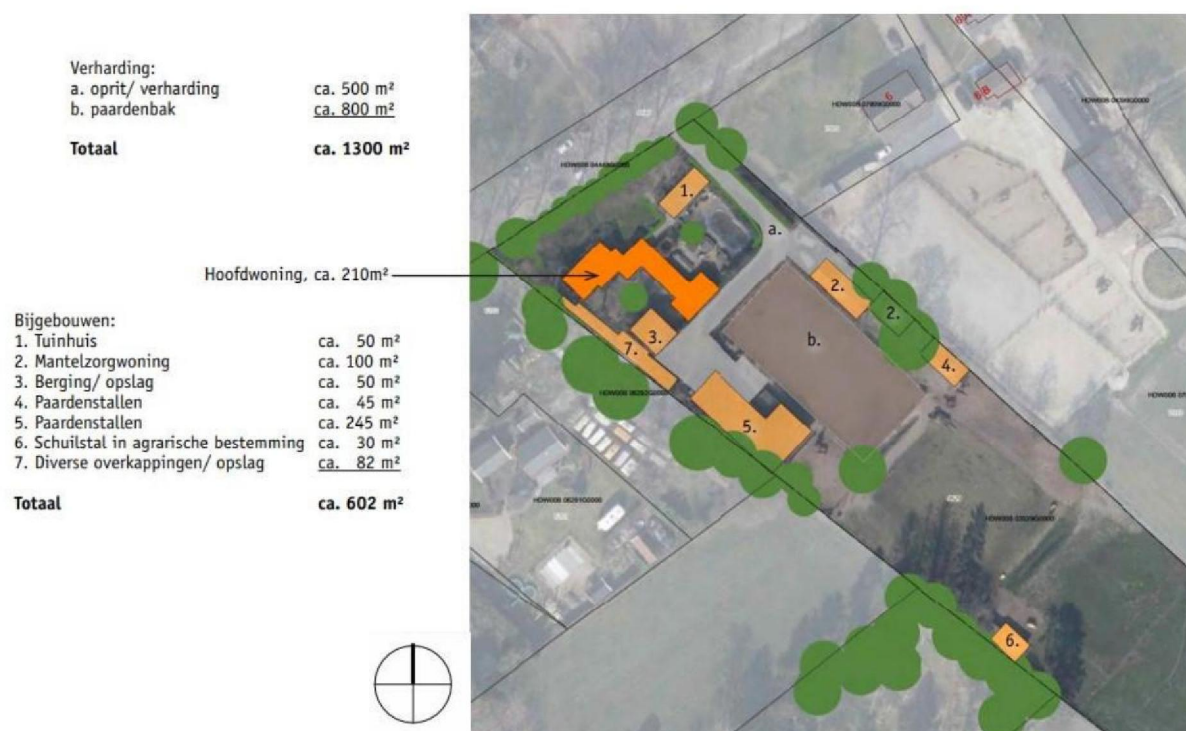 Verharding:
a. oprit/ verharding ca. 500 m²
b. paardenbak ca. 800 m²
Totaal ca. 1300 m²
Hoofdwoning, ca. 210m²
Bijgebouwen:
1. Tuinhuis ca. 50 m²
2. Mantelzorgwoning ca. 100 m²
3. Berging/ opslag ca. 50 m²
4. Paardenstallen ca. 45 m²
5. Paardenstallen ca. 245 m²
6. Schuilstal in agrarische bestemming ca. 30 m²
7. Diverse overkappingen/ opslag ca. 82 m²
Totaal ca. 602 m²
6
6B
1.
a.
2.
2.
3.
b.
7.
4.
5.
6.